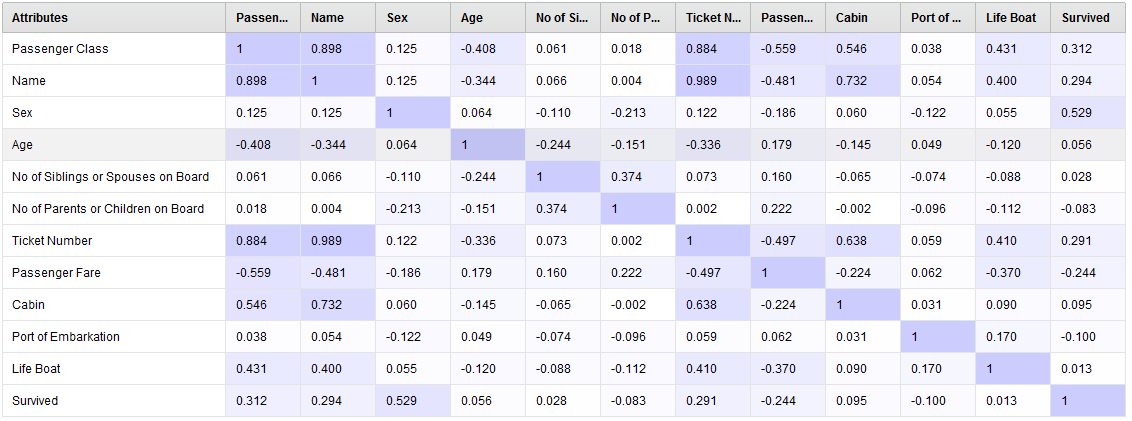 Attributes Passen... Name Sex Age No of Si... No of P... Ticket N... Passen... Cabin Port of ... Life Boat Survived
Passenger Class 1 0.898 0.125 -0.408 0.061 0.018 0.884 -0.559 0.546 0.038 0.431 0.312
Name 0.898 1 0.125 -0.344 0.066 0.004 0.989 -0.481 0.732 0.054 0.400 0.294
Sex 0.125 0.125 1 0.064 -0.110 -0.213 0.122 -0.186 0.060 -0.122 0.055 0.529
Age -0.408 -0.344 0.064 1 -0.244 -0.151 -0.336 0.179 -0.145 0.049 -0.120 0.056
No of Siblings or Spouses on Board 0.061 0.066 -0.110 -0.244 1 0.374 0.073 0.160 -0.065 -0.074 -0.088 0.028
No of Parents or Children on Board 0.018 0.004 -0.213 -0.151 0.374 1 0.002 0.222 -0.002 -0.096 -0.112 -0.083
Ticket Number 0.884 0.989 0.122 -0.336 0.073 0.002 1 -0.497 0.638 0.059 0.410 0.291
Passenger Fare -0.559 -0.481 -0.186 0.179 0.160 0.222 -0.497 1 -0.224 0.062 -0.370 -0.244
Cabin 0.546 0.732 0.060 -0.145 -0.065 -0.002 0.638 -0.224 1 0.031 0.090 0.095
Port of Embarkation 0.038 0.054 -0.122 0.049 -0.074 -0.096 0.059 0.062 0.031 1 0.170 -0.100
Life Boat 0.431 0.400 0.055 -0.120 -0.088 -0.112 0.410 -0.370 0.090 0.170 1 0.013
Survived 0.312 0.294 0.529 0.056 0.028 -0.083 0.291 -0.244 0.095 -0.100 0.013 1